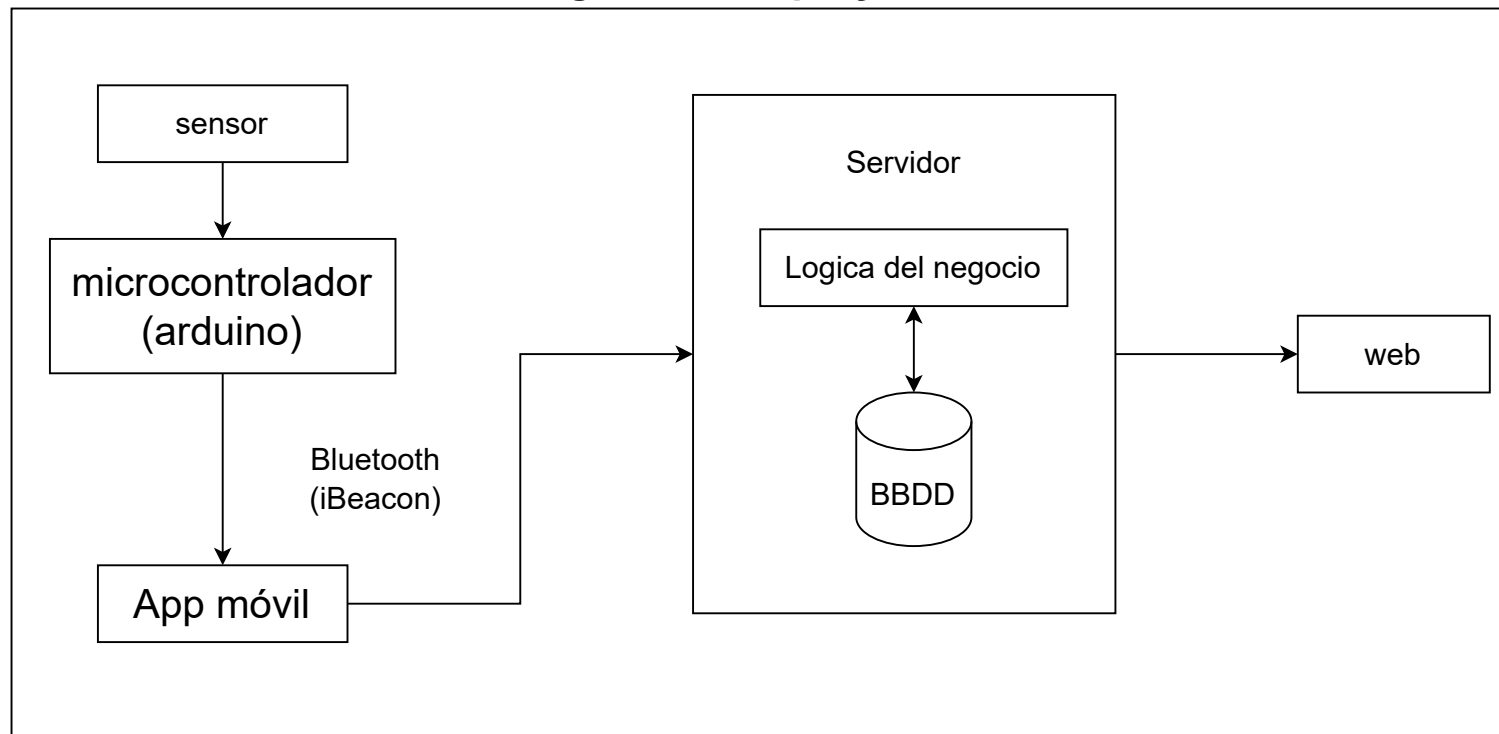 sensor
microcontrolador
(arduino)
Bluetooth
(iBeacon)
App móvil
Servidor
Logica del negocio
BBDD
web